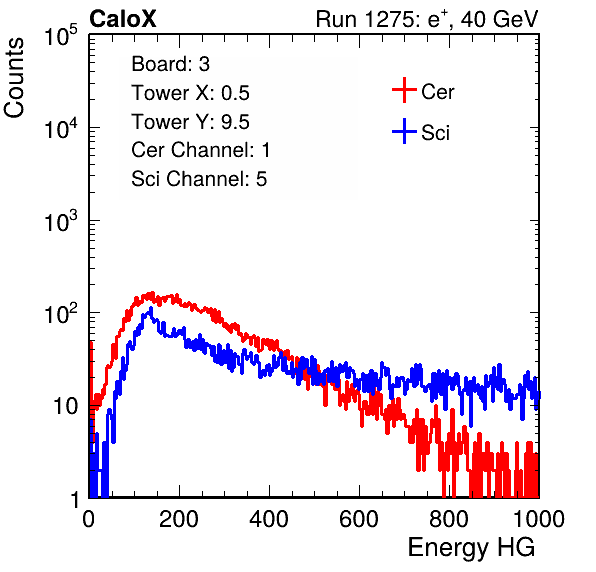 CaloX Run 1275: e⁺, 40 GeV
Counts
10⁵
10⁴
10³
10²
10
1
Board: 3
Tower X: 0.5
Tower Y: 9.5
Cer Channel: 1
Sci Channel: 5
Cer
Sci
0 200 400 600 800 1000
Energy HG